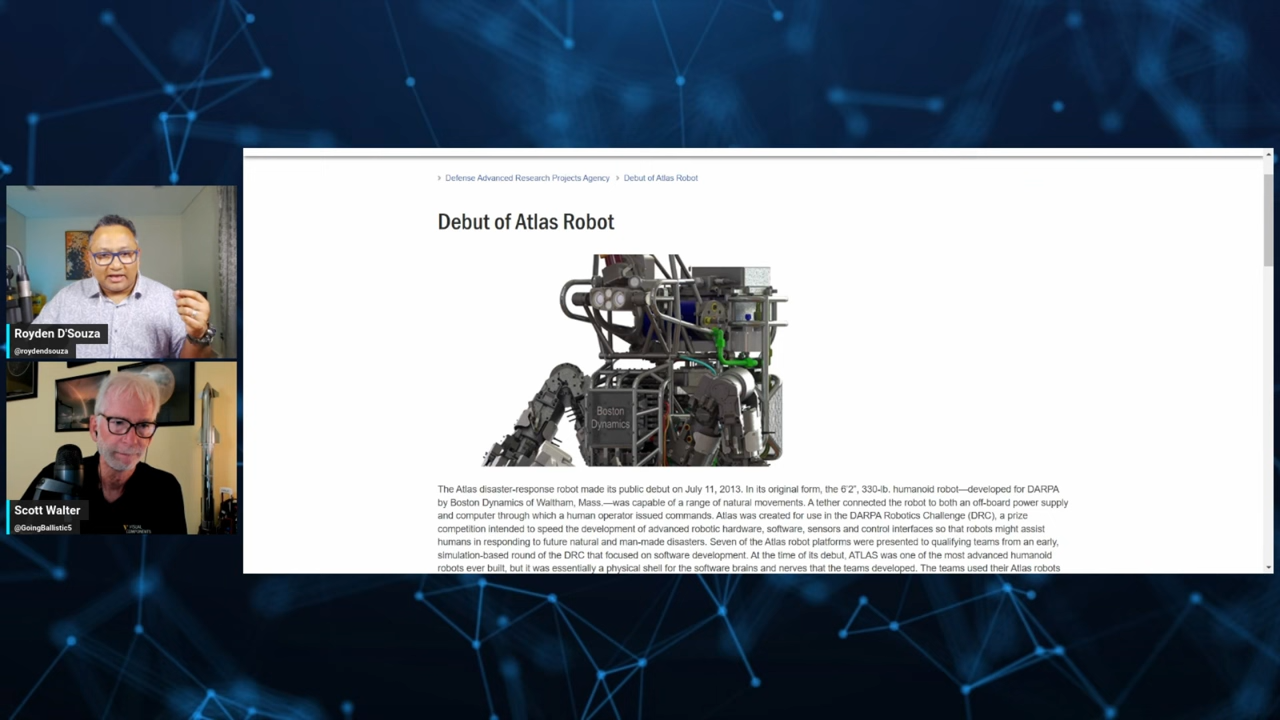 Defense Advanced Research Projects Agency › Debut of Atlas Robot
Debut of Atlas Robot
Boston
Dynamics
The Atlas disaster-response robot made its public debut on July 11, 2013. In its original form, the 6'2", 330-lb. humanoid robot—developed for DARPA
by Boston Dynamics of Waltham, Mass.—was capable of a range of natural movements. A tether connected the robot to both an off-board power supply
and computer through which a human operator issued commands. Atlas was created for use in the DARPA Robotics Challenge (DRC), a prize
competition intended to speed the development of advanced robotic hardware, software, sensors and control interfaces so that robots might assist
humans in responding to future natural and man-made disasters. Seven of the Atlas robot platforms were presented to qualifying teams from an early,
simulation-based round of the DRC that focused on software development. At the time of its debut, ATLAS was one of the most advanced humanoid
robots ever built, but it was essentially a physical shell for the software brains and nerves that the teams developed. The teams used their Atlas robots
Royden D'Souza
@roydendsouza
Scott Walter
@GoingBallistic5
VISUAL
COMPONENTS